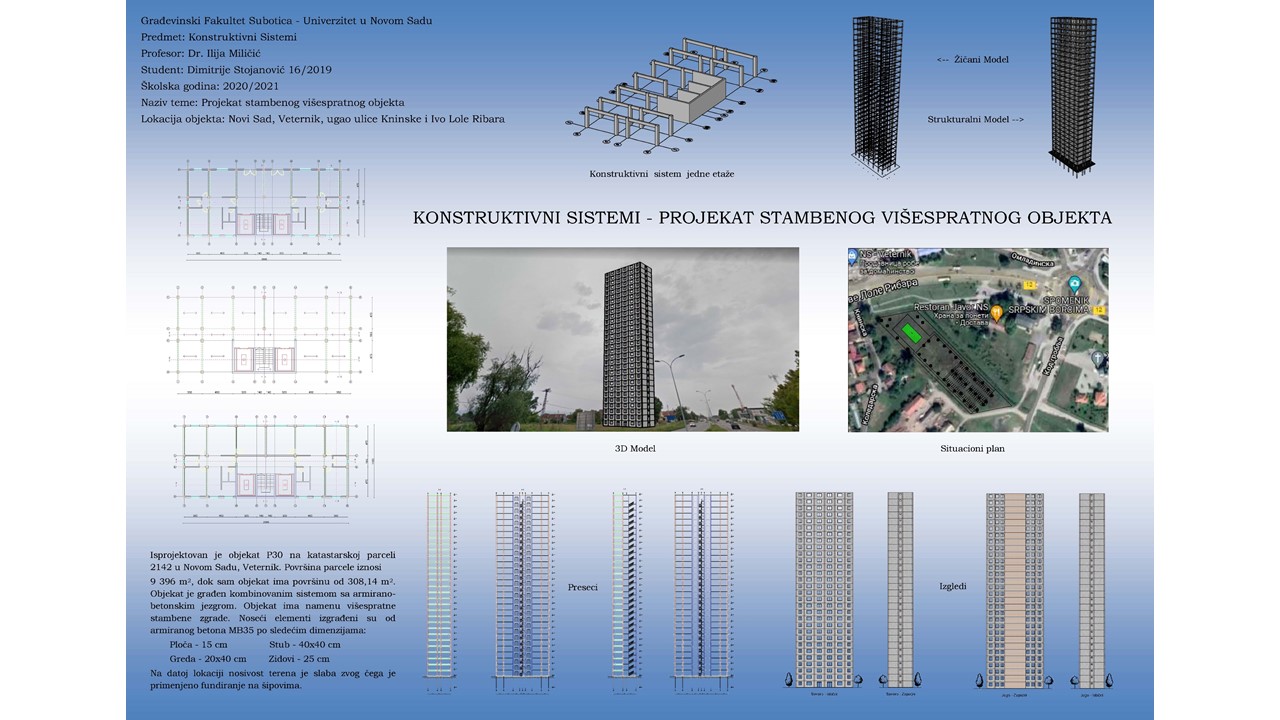 Građevinski Fakultet Subotica - Univerzitet u Novom Sadu
Predmet: Konstruktivni Sistemi
Profesor: Dr. Ilija Miličić
Student: Dimitrije Stojanović 16/2019
Školska godina: 2020/2021
Naziv teme: Projekat stambenog višespratnog objekta
Lokacija objekta: Novi Sad, Veternik, ugao ulice Kninske i Ivo Lole Ribara
Konstruktivni sistem jedne etaže
<-- Žičani Model
Strukturalni Model -->
KONSTRUKTIVNI SISTEMI - PROJEKAT STAMBENOG VIŠESPRATNOG OBJEKTA
3D Model
NS - Veternik
Омладинска
ве Лоле Рибара
12
SPOMENIK
SRPSKIM BORCIMA
12
Restoran Javor NS
Храна за понети
- Достава
Книнска
Situacioni plan
Isprojektovan je objekat P30 na katastarskoj parceli
2142 u Novom Sadu, Veternik. Površina parcele iznosi
9 396 m², dok sam objekat ima površinu od 308,14 m².
Objekat je građen kombinovanim sistemom sa armirano-
betonskim jezgrom. Objekat ima namenu višespratne
stambene zgrade. Noseći elementi izgrađeni su od
armiranog betona MB35 po sledećim dimenzijama:
Ploča - 15 cm Stub - 40x40 cm
Greda - 20x40 cm Zidovi - 25 cm
Na datoj lokaciji nosivost terena je slaba zvog čega je
primenjeno fundiranje na šipovima.
Preseci
Izgledi